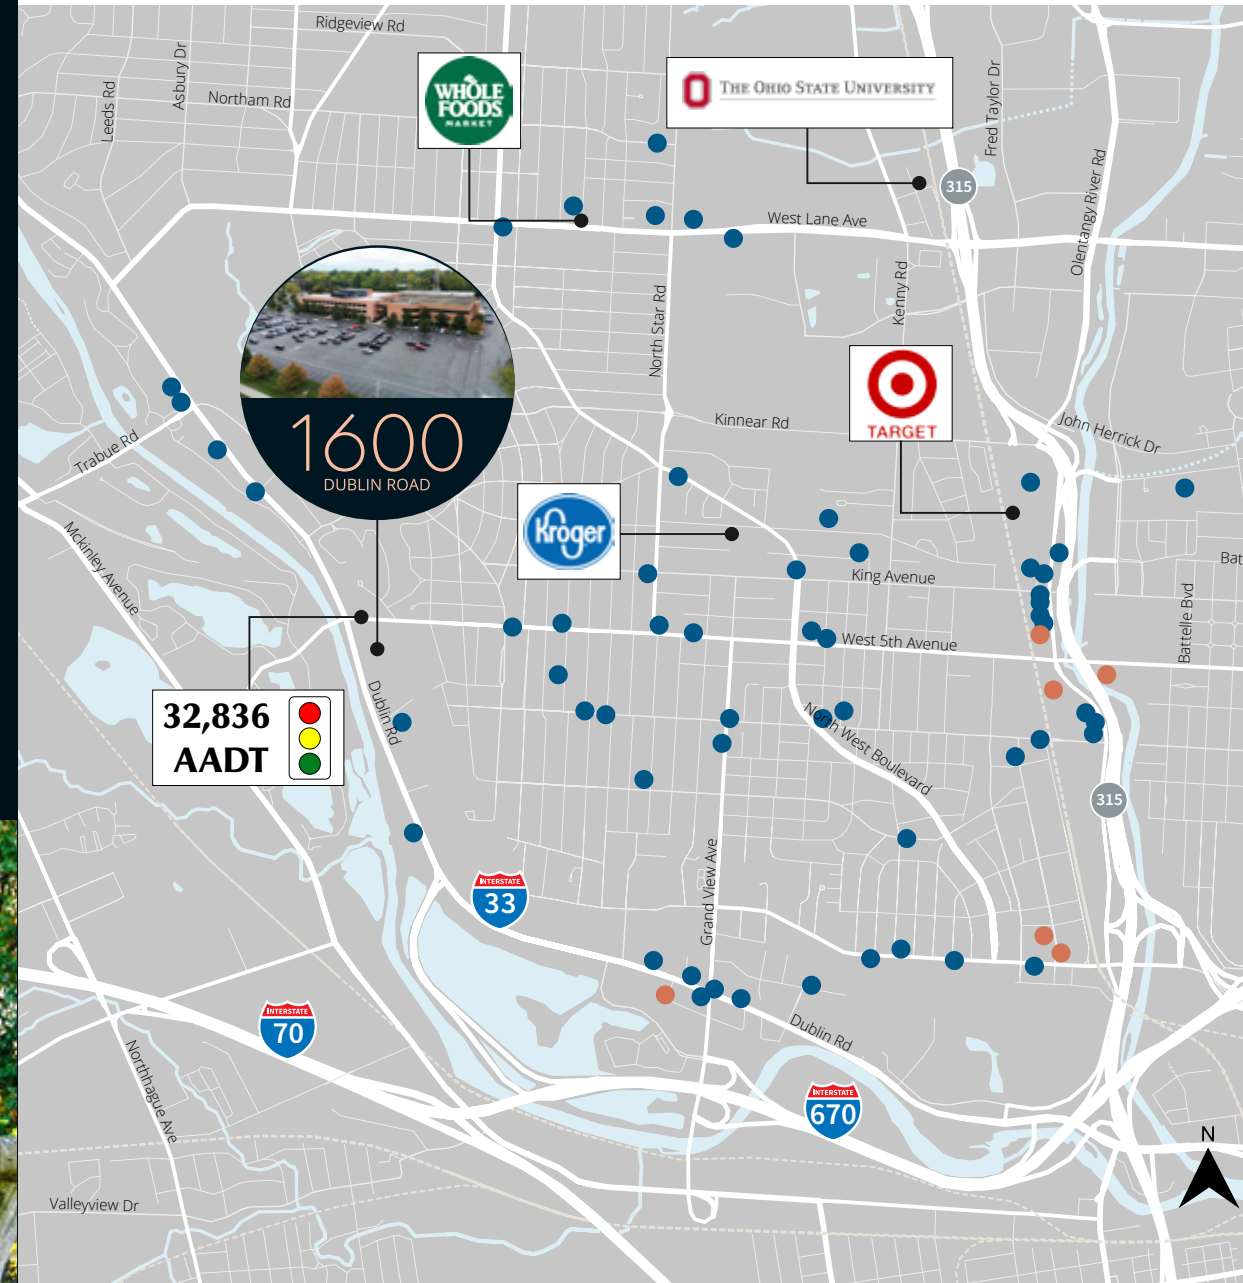 Ridgeview Rd
Asbury Dr
Leeds Rd
Northam Rd
WHOLE
FOODS
MARKET
THE OHIO STATE UNIVERSITY
Fred Taylor Dr
315
Olentangy River Rd
West Lane Ave
Kenny Rd
North Star Rd
TARGET
Kinnear Rd
John Herrick Dr
1600
DUBLIN ROAD
Trabue Rd
Kroger
Mckinley Avenue
King Avenue
Bat
Battelle Blvd
West 5th Avenue
32,836
AADT
Dublin Rd
North West Boulevard
315
Grand View Ave
INTERSTATE
33
INTERSTATE
70
Dublin Rd
Northhague Ave
INTERSTATE
670
N
Valleyview Dr